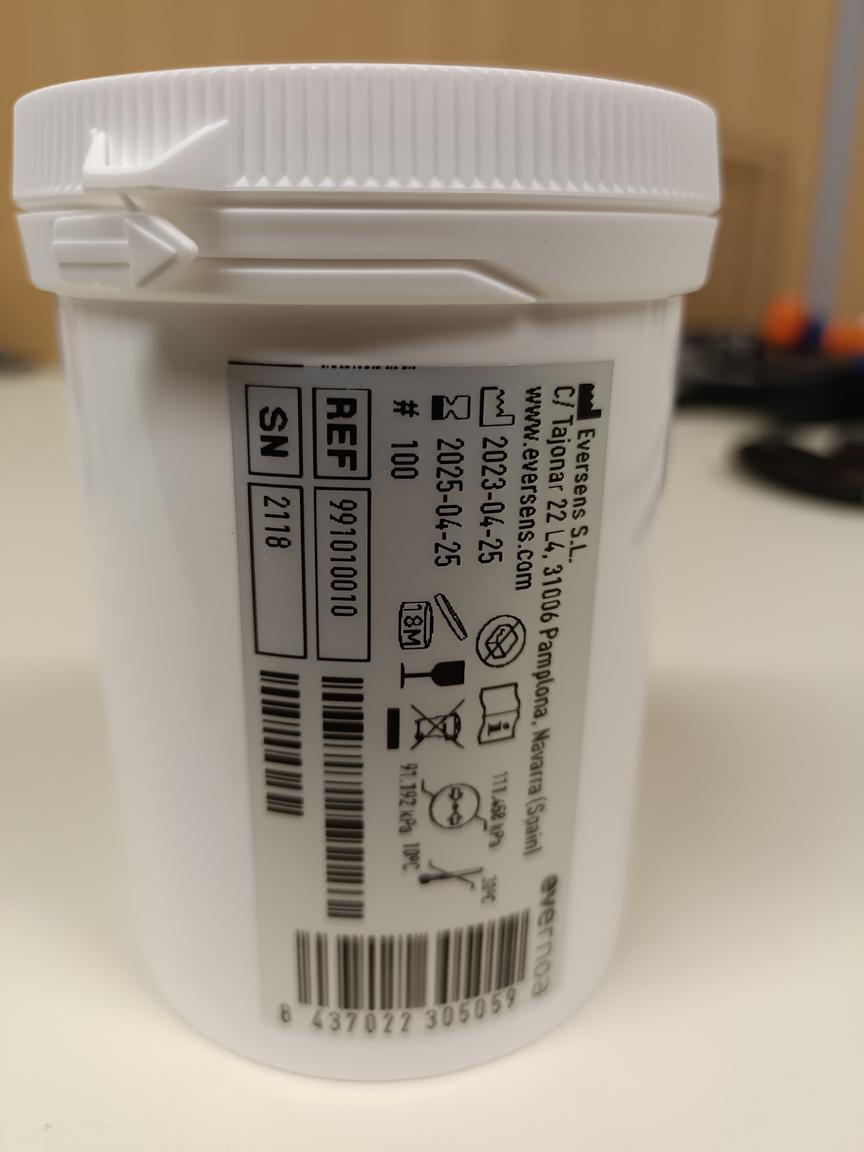 Eversens S.L.
C/ Tajonar 22 L4, 31006 Pamplona, Navarra (Spain)
www.eversens.com
evernoa
2023-04-25
2025-04-25
# 100
18M
i
111.458 kPa
91.192 kPa
30ºC
10ºC
REF 991010010
SN 2118
8 437022 305059